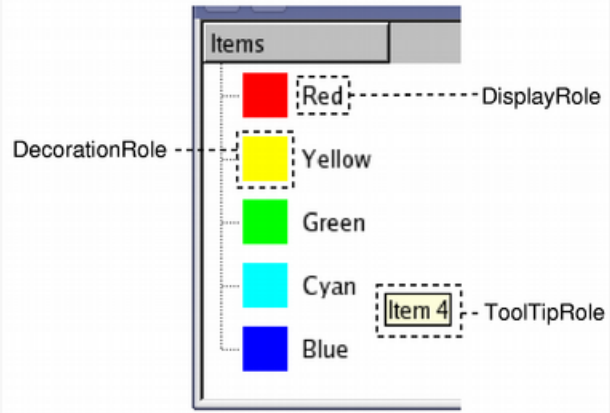 Items
Red
DisplayRole
DecorationRole
Yellow
Green
Cyan
Item 4
ToolTipRole
Blue